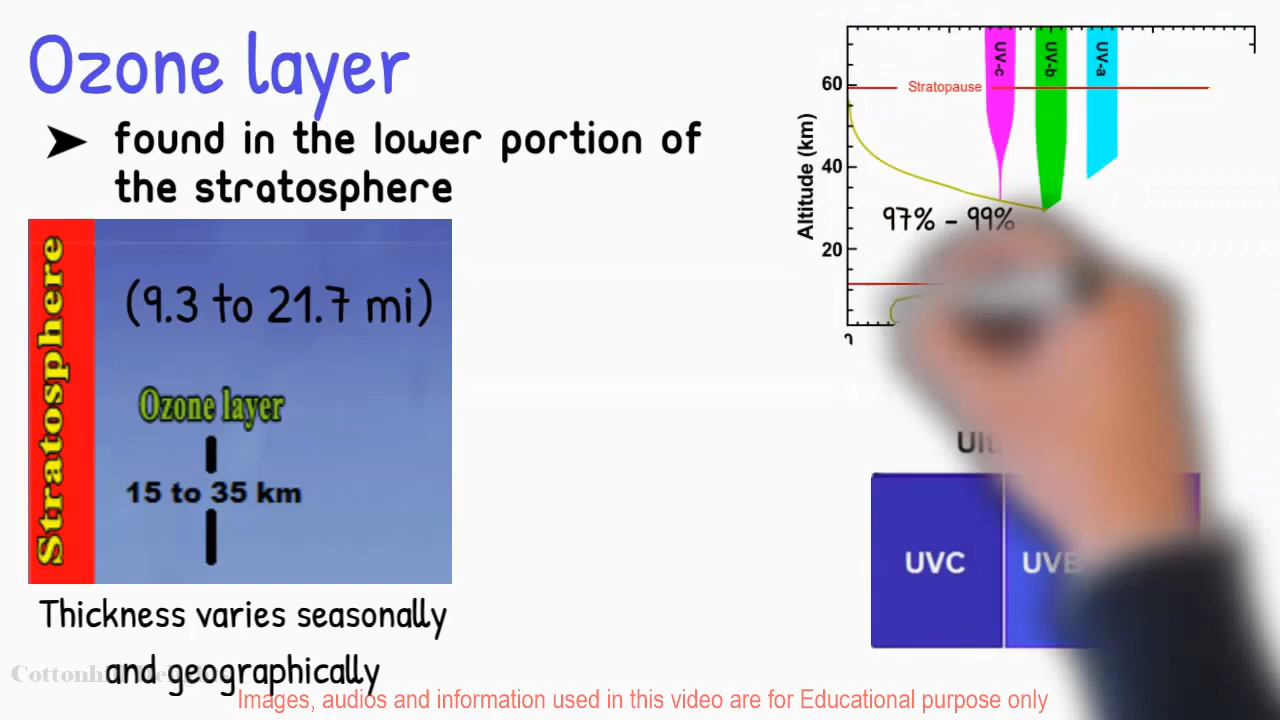 Ozone layer
➤ found in the lower portion of
the stratosphere
Stratosphere
(9.3 to 21.7 mi)
Ozone layer
15 to 35 km
Thickness varies seasonally
and geographically
UV-c
UV-b
UV-a
60
Stratopause
40
97% - 99%
20
Altitude (km)
UVC
UVB
Images, audios and information used in this video are for Educational purpose only